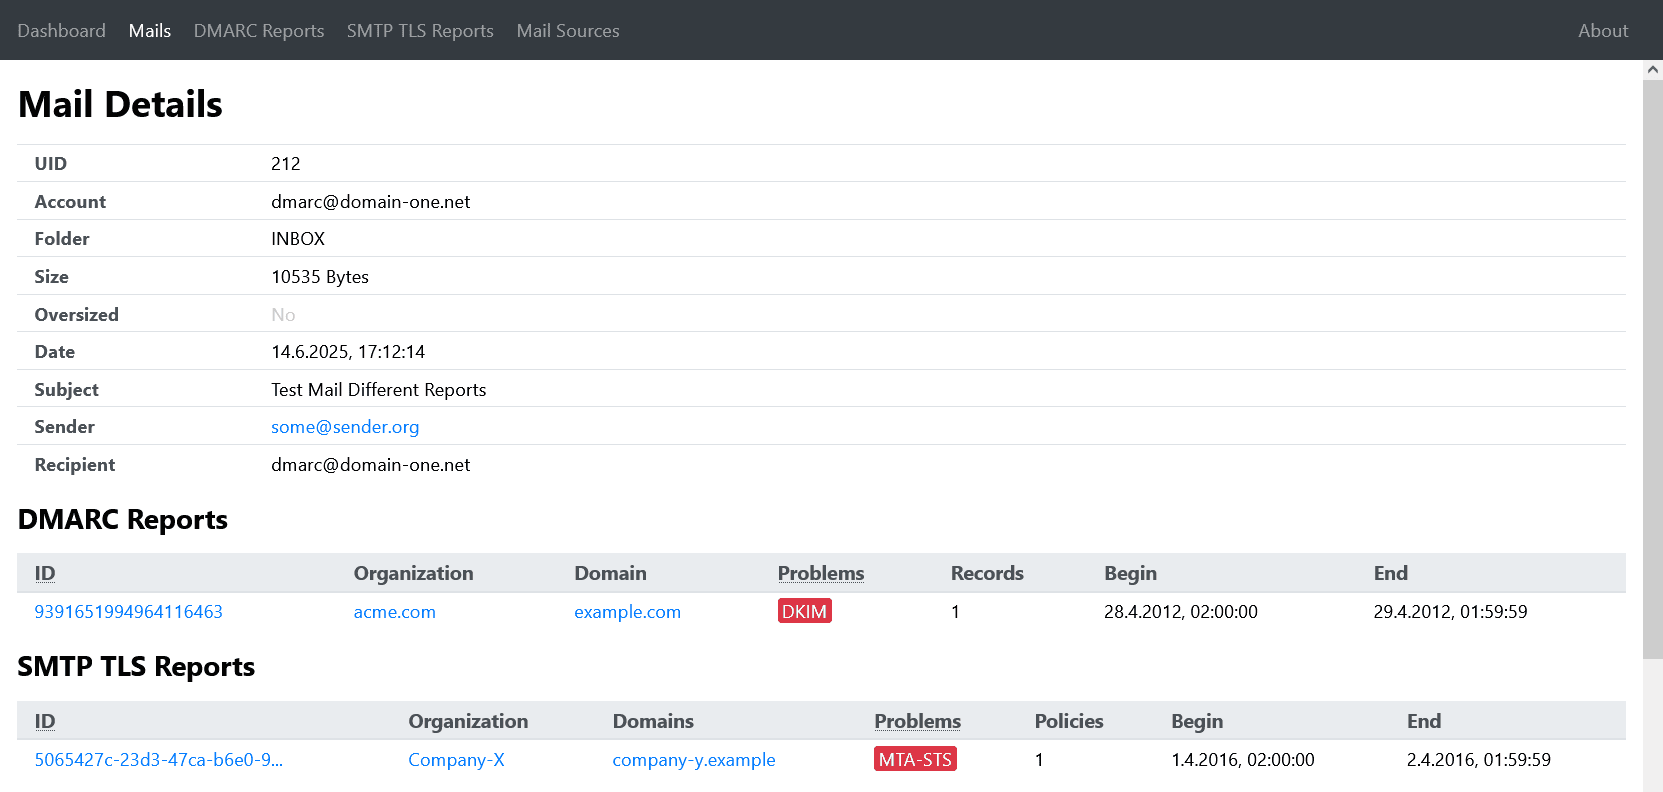 Dashboard Mails DMARC Reports SMTP TLS Reports Mail Sources About
Mail Details
UID 212
Account dmarc@domain-one.net
Folder INBOX
Size 10535 Bytes
Oversized No
Date 14.6.2025, 17:12:14
Subject Test Mail Different Reports
Sender some@sender.org
Recipient dmarc@domain-one.net
DMARC Reports
ID Organization Domain Problems Records Begin End
9391651994964116463 acme.com example.com DKIM 1 28.4.2012, 02:00:00 29.4.2012, 01:59:59
SMTP TLS Reports
ID Organization Domains Problems Policies Begin End
5065427c-23d3-47ca-b6e0-9... Company-X company-y.example MTA-STS 1 1.4.2016, 02:00:00 2.4.2016, 01:59:59